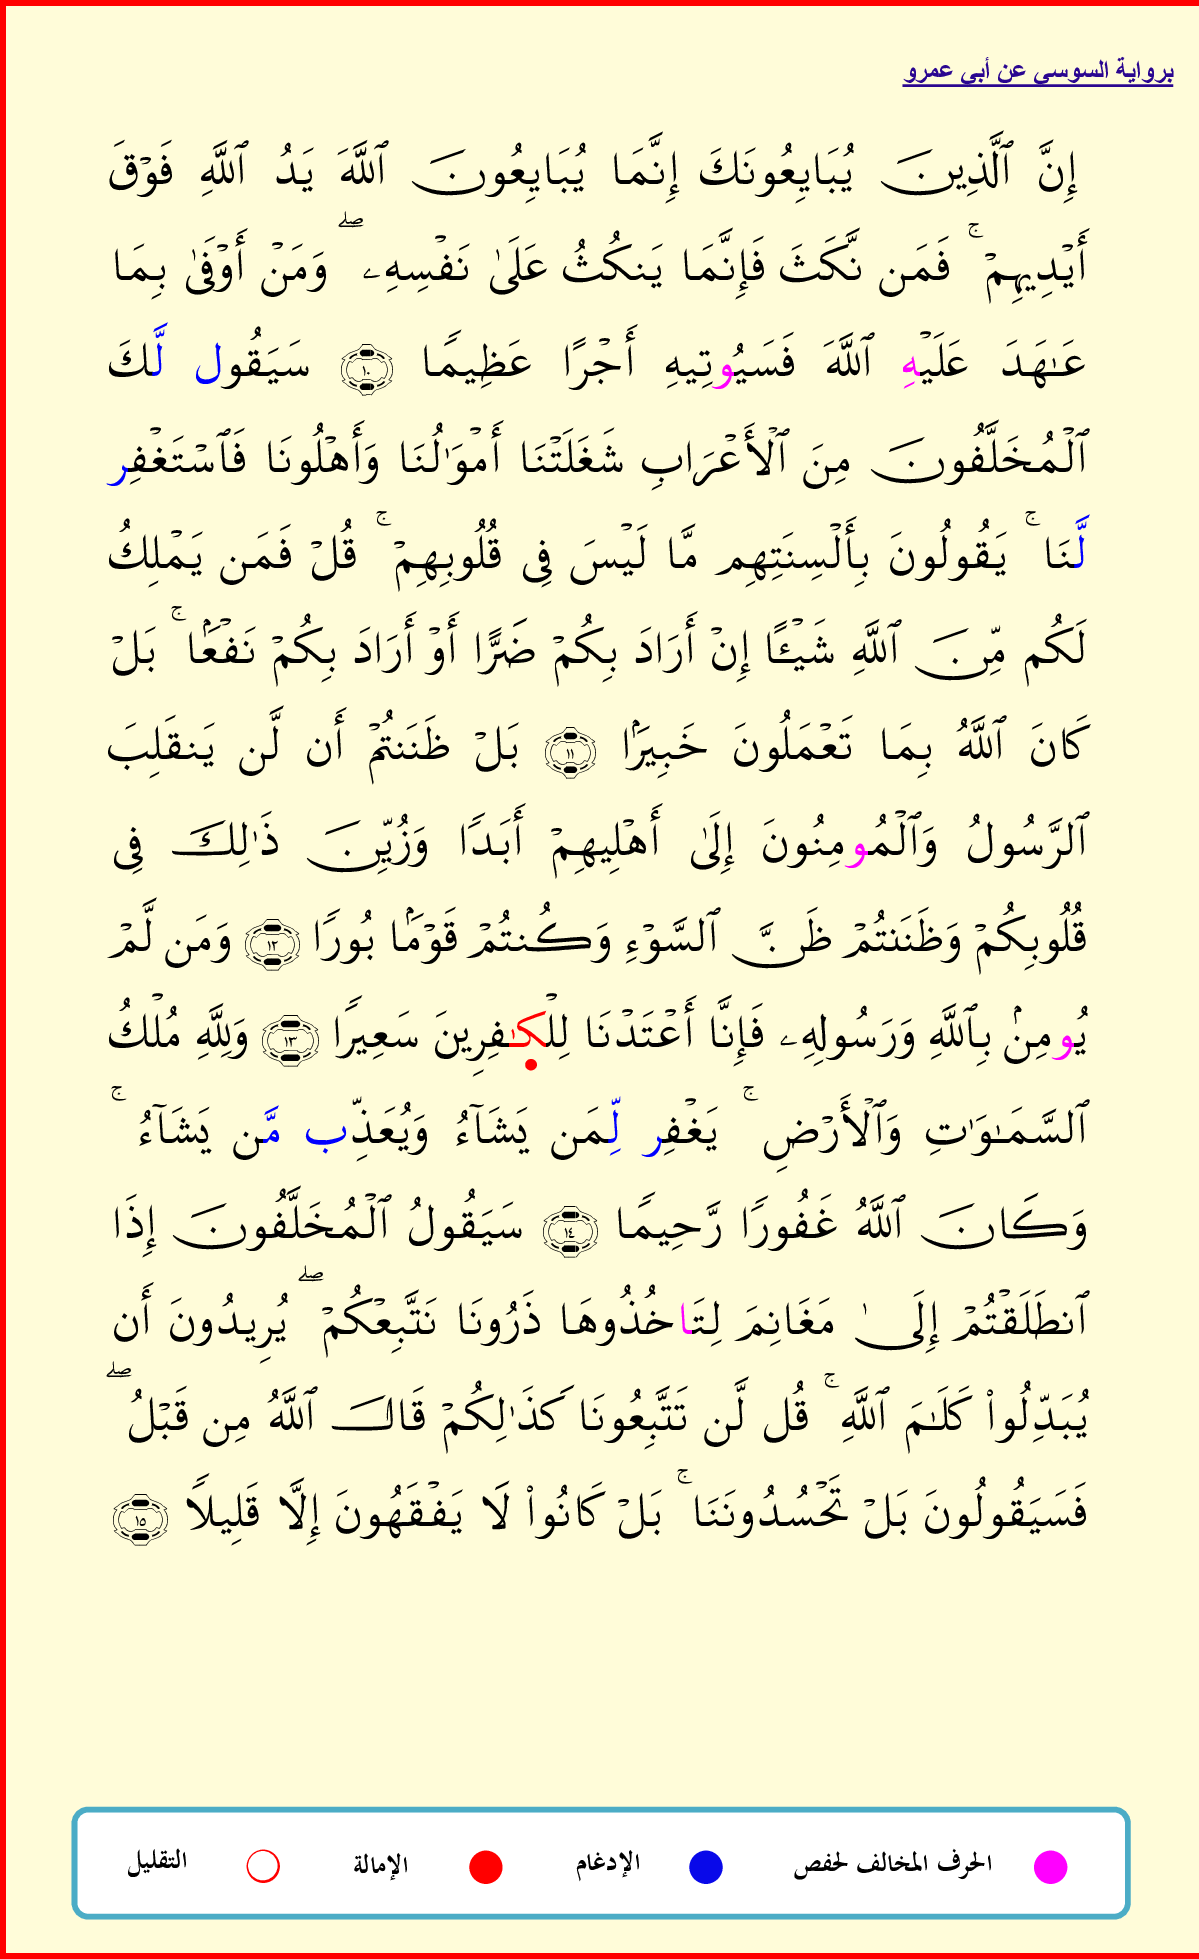 برواية السوسي عن أبي عمرو
إِنَّ ٱلَّذِينَ يُبَايِعُونَكَ إِنَّمَا يُبَايِعُونَ ٱللَّهَ يَدُ ٱللَّهِ فَوۡقَ
أَيۡدِيهِمۡۚ فَمَن نَّكَثَ فَإِنَّمَا يَنكُثُ عَلَىٰ نَفۡسِهِۦۖ وَمَنۡ أَوۡفَىٰ بِمَا
عَٰهَدَ عَلَيۡهِ ٱللَّهَ فَسَيُوتِيهِ أَجۡرًا عَظِيمًا ١٠ سَيَقُول لَّكَ
ٱلۡمُخَلَّفُونَ مِنَ ٱلۡأَعۡرَابِ شَغَلَتۡنَا أَمۡوَٰلُنَا وَأَهۡلُونَا فَٱسۡتَغۡفِر
لَّنَاۚ يَقُولُونَ بِأَلۡسِنَتِهِم مَّا لَيۡسَ فِي قُلُوبِهِمۡۚ قُلۡ فَمَن يَمۡلِكُ
لَكُم مِّنَ ٱللَّهِ شَيۡـًٔا إِنۡ أَرَادَ بِكُمۡ ضَرًّا أَوۡ أَرَادَ بِكُمۡ نَفۡعَۢاۚ بَلۡ
كَانَ ٱللَّهُ بِمَا تَعۡمَلُونَ خَبِيرَۢا ١١ بَلۡ ظَنَنتُمۡ أَن لَّن يَنقَلِبَ
ٱلرَّسُولُ وَٱلۡمُومِنُونَ إِلَىٰ أَهۡلِيهِمۡ أَبَدًا وَزُيِّنَ ذَٰلِكَ فِي
قُلُوبِكُمۡ وَظَنَنتُمۡ ظَنَّ ٱلسَّوۡءِ وَكُنتُمۡ قَوۡمَۢا بُورًا ١٢ وَمَن لَّمۡ
يُومِنۢ بِٱللَّهِ وَرَسُولِهِۦ فَإِنَّا أَعۡتَدۡنَا لِلۡكَٰفِرِينَ سَعِيرًا ١٣ وَلِلَّهِ مُلۡكُ
ٱلسَّمَٰوَٰتِ وَٱلۡأَرۡضِۚ يَغۡفِر لِّمَن يَشَآءُ وَيُعَذِّب مَّن يَشَآءُۚ
وَكَانَ ٱللَّهُ غَفُورًا رَّحِيمًا ١٤ سَيَقُولُ ٱلۡمُخَلَّفُونَ إِذَا
ٱنطَلَقۡتُمۡ إِلَىٰ مَغَانِمَ لِتَاخُذُوهَا ذَرُونَا نَتَّبِعۡكُمۡۖ يُرِيدُونَ أَن
يُبَدِّلُواْ كَلَٰمَ ٱللَّهِۚ قُل لَّن تَتَّبِعُونَا كَذَٰلِكُمۡ قَالَ ٱللَّهُ مِن قَبۡلُۖ
فَسَيَقُولُونَ بَلۡ تَحۡسُدُونَنَاۚ بَلۡ كَانُواْ لَا يَفۡقَهُونَ إِلَّا قَلِيلًا ١٥
الحرف المخالف لحفص الإدغام الإمالة التقليل